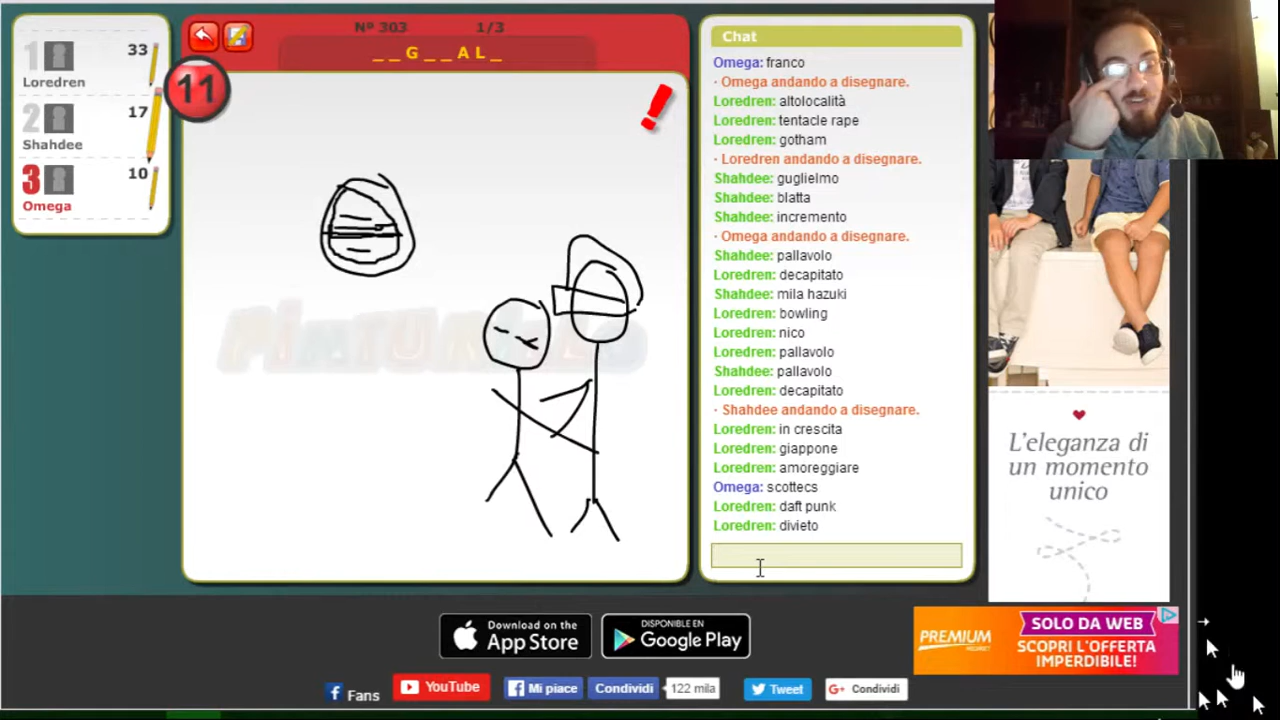 1 33
Loredren
2 17
Shahdee
3 10
Omega
11
Nº 303 1/3
_ _ G _ _ A L _
PinTURiLLo
Chat
Omega: franco
· Omega andando a disegnare.
Loredren: altolocalità
Loredren: tentacle rape
Loredren: gotham
· Loredren andando a disegnare.
Shahdee: guglielmo
Shahdee: blatta
Shahdee: incremento
· Omega andando a disegnare.
Shahdee: pallavolo
Loredren: decapitato
Shahdee: mila hazuki
Loredren: bowling
Loredren: nico
Loredren: pallavolo
Shahdee: pallavolo
Loredren: decapitato
· Shahdee andando a disegnare.
Loredren: in crescita
Loredren: giappone
Loredren: amoreggiare
Omega: scottecs
Loredren: daft punk
Loredren: divieto
L'eleganza di
un momento
unico
Download on the
App Store
DISPONIBLE EN
Google Play
PREMIUM
SOLO DA WEB
SCOPRI L'OFFERTA
IMPERDIBILE!
Fans
YouTube
Mi piace
Condividi
122 mila
Tweet
G+ Condividi